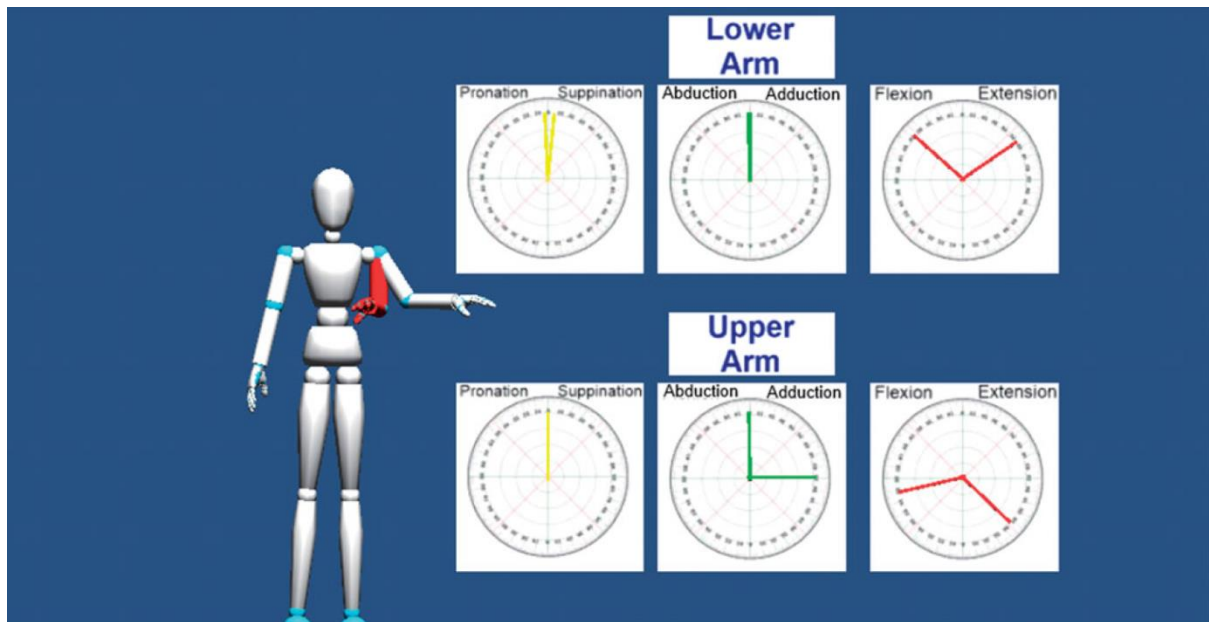 Lower
Arm
Pronation Suppination
Abduction Adduction
Flexion Extension
Upper
Arm
Pronation Suppination
Abduction Adduction
Flexion Extension